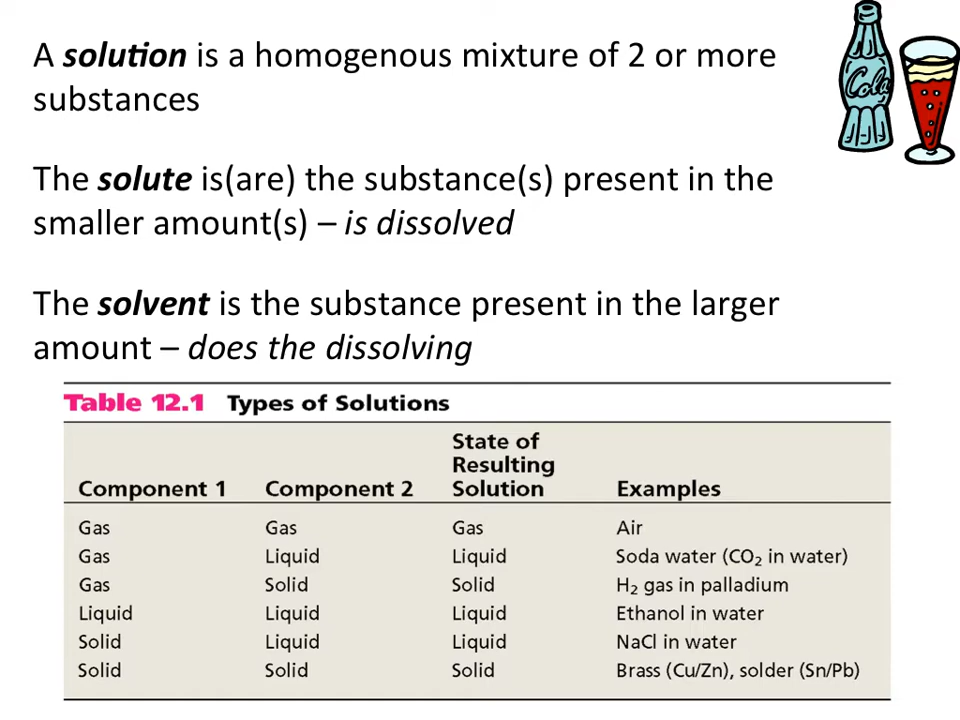 A solution is a homogenous mixture of 2 or more
substances
Cola
The solute is(are) the substance(s) present in the
smaller amount(s) – is dissolved
The solvent is the substance present in the larger
amount – does the dissolving
Table 12.1 Types of Solutions
State of
Resulting
Component 1 Component 2 Solution Examples
Gas Gas Gas Air
Gas Liquid Liquid Soda water (CO₂ in water)
Gas Solid Solid H₂ gas in palladium
Liquid Liquid Liquid Ethanol in water
Solid Liquid Liquid NaCl in water
Solid Solid Solid Brass (Cu/Zn), solder (Sn/Pb)